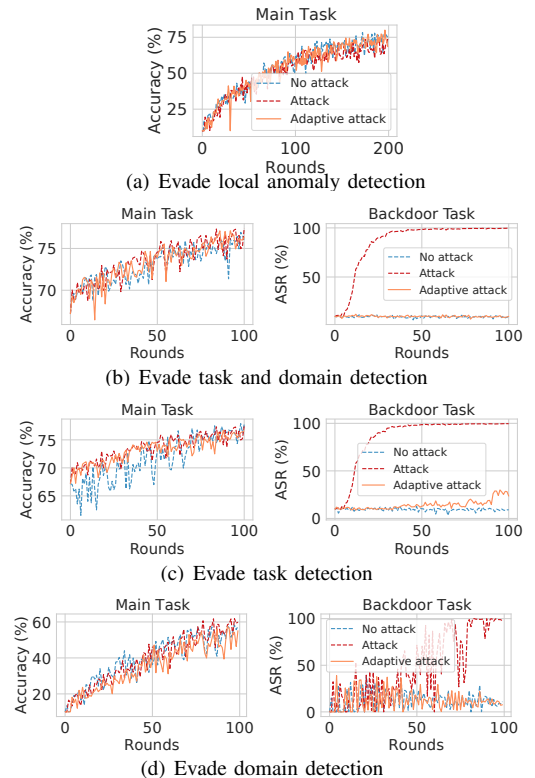 Main Task
Accuracy (%)
75
50
25
No attack
Attack
Adaptive attack
0 100 200
Rounds
(a) Evade local anomaly detection
Main Task
Accuracy (%)
75
70
0 50 100
Rounds
Backdoor Task
ASR (%)
100
50
No attack
Attack
Adaptive attack
0 50 100
Rounds
(b) Evade task and domain detection
Main Task
Accuracy (%)
75
70
65
0 50 100
Rounds
Backdoor Task
ASR (%)
100
50
0
No attack
Attack
Adaptive attack
0 50 100
Rounds
(c) Evade task detection
Main Task
Accuracy (%)
60
40
20
0 50 100
Rounds
Backdoor Task
ASR (%)
100
50
0
No attack
Attack
Adaptive attack
0 50 100
Rounds
(d) Evade domain detection